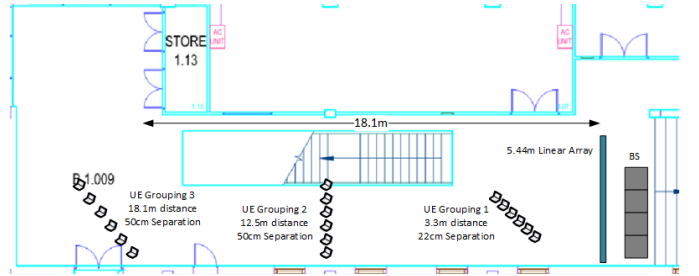 AC
UNIT
AC
UNIT
STORE
1.13
1.13
1.07
18.1m
5.44m Linear Array
BS
B 1.009
UE Grouping 3
18.1m distance
50cm Separation
UE Grouping 2
12.5m distance
50cm Separation
UE Grouping 1
3.3m distance
22cm Separation